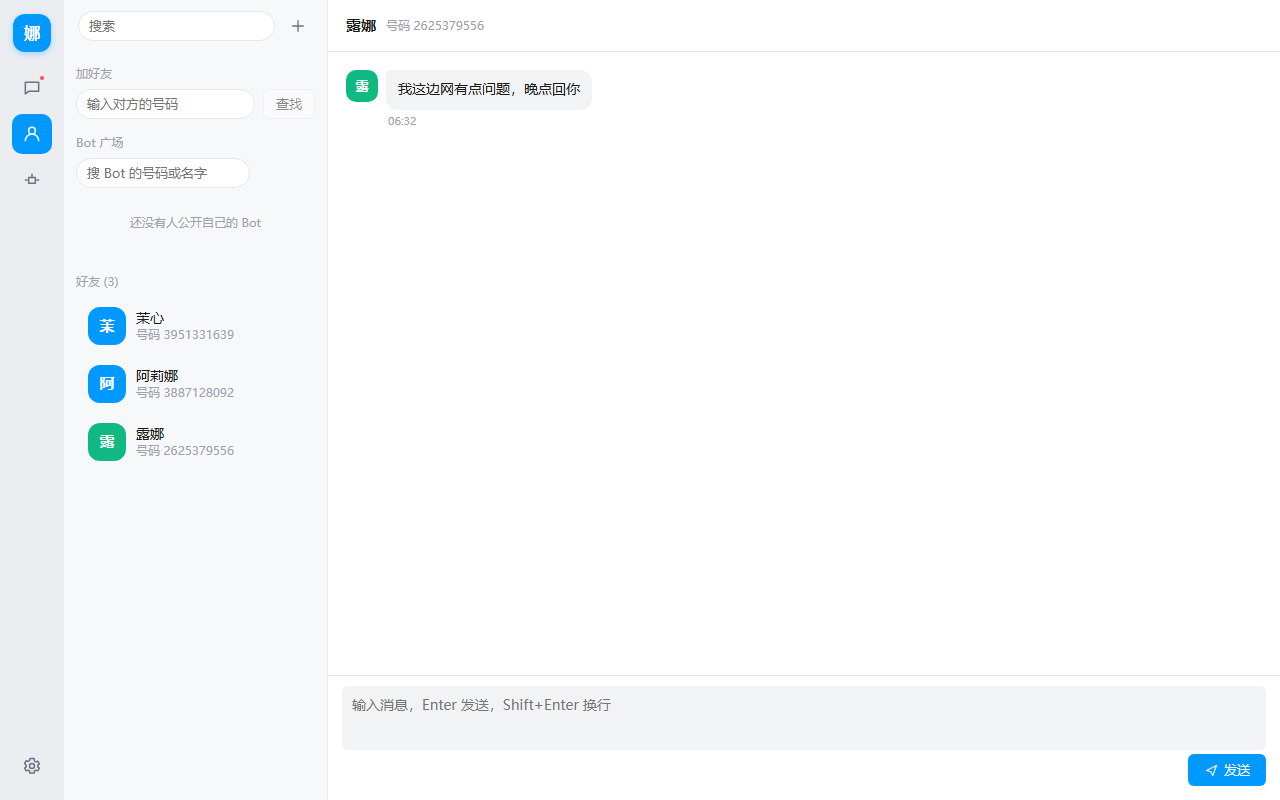 娜
搜索
加好友
输入对方的号码
查找
Bot 广场
搜 Bot 的号码或名字
还没有人公开自己的 Bot
好友 (3)
茉
茉心
号码 3951331639
阿
阿莉娜
号码 3887128092
露
露娜
号码 2625379556
露娜 号码 2625379556
露
我这边网有点问题，晚点回你
06:32
输入消息，Enter 发送，Shift+Enter 换行
发送